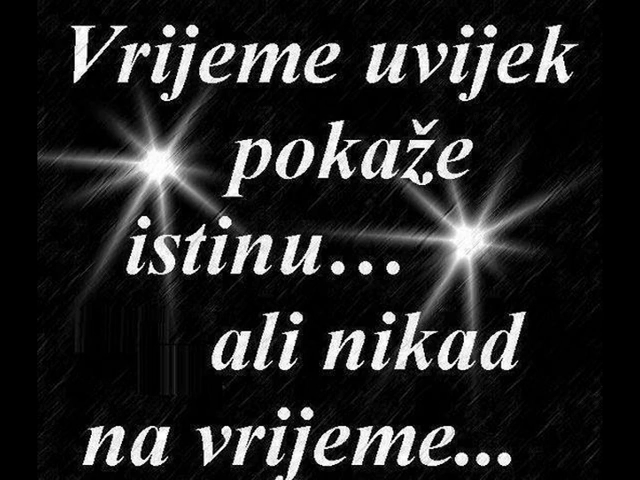 Vrijeme uvijek
pokaže
istinu...
ali nikad
na vrijeme...